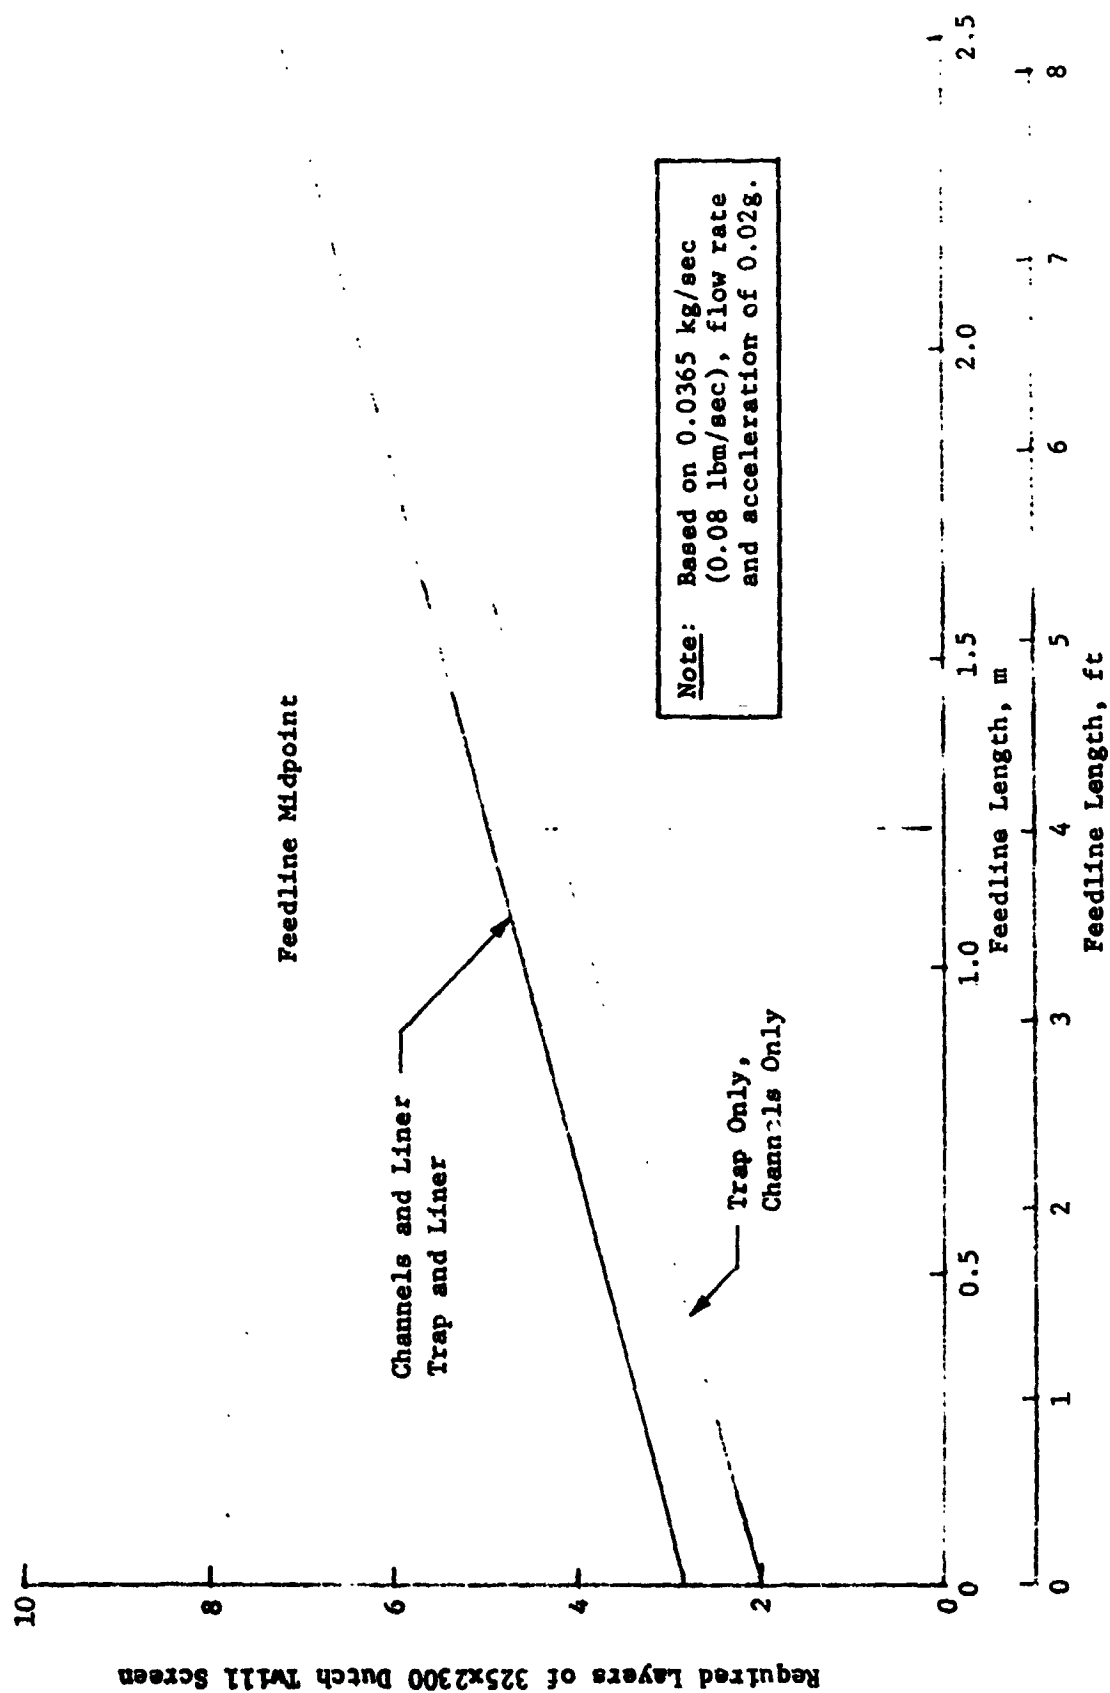 Required Layers of 325x2300 Dutch Twill Screen
10
8
6
4
2
0
Feedline Midpoint
Channels and Liner
Trap and Liner
Trap Only,
Channels Only
Note: Based on 0.0365 kg/sec
(0.08 lbm/sec), flow rate
and acceleration of 0.02g.
0
0.5
1.0
1.5
2.0
2.5
Feedline Length, m
0
1
2
3
4
5
6
7
8
Feedline Length, ft